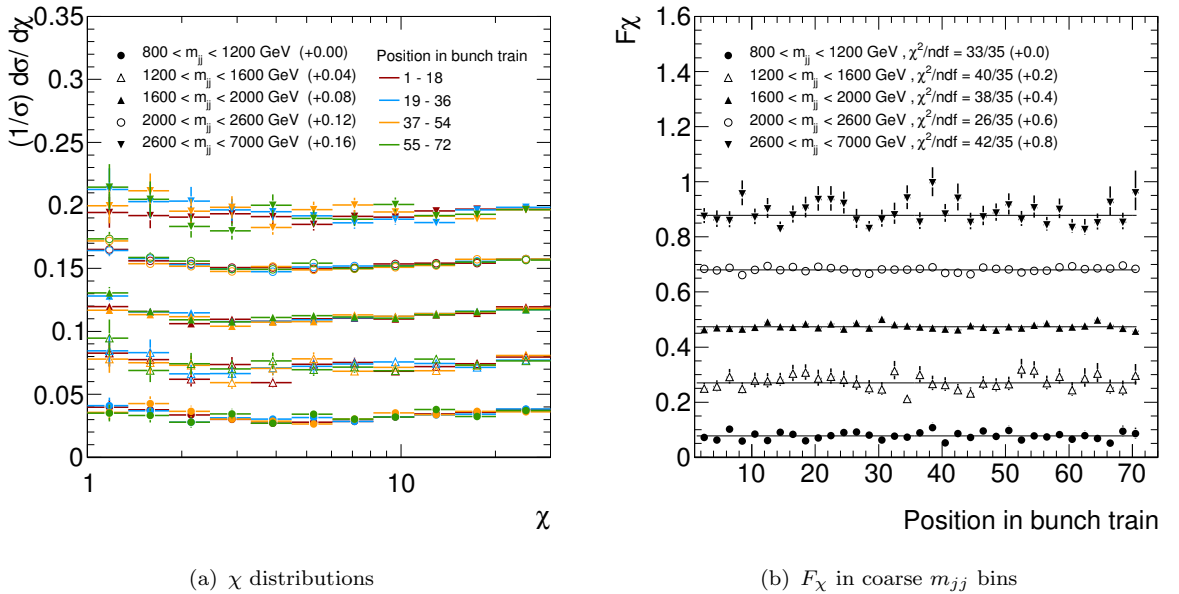 (1/σ) dσ/dχ
0.35
0.3
0.25
0.2
0.15
0.1
0.05
0
800 < m_jj < 1200 GeV (+0.00)
1200 < m_jj < 1600 GeV (+0.04)
1600 < m_jj < 2000 GeV (+0.08)
2000 < m_jj < 2600 GeV (+0.12)
2600 < m_jj < 7000 GeV (+0.16)
Position in bunch train
1 - 18
19 - 36
37 - 54
55 - 72
1
10
χ
(a) χ distributions
Fχ
1.6
1.4
1.2
1
0.8
0.6
0.4
0.2
0
800 < m_jj < 1200 GeV , χ²/ndf = 33/35 (+0.0)
1200 < m_jj < 1600 GeV , χ²/ndf = 40/35 (+0.2)
1600 < m_jj < 2000 GeV , χ²/ndf = 38/35 (+0.4)
2000 < m_jj < 2600 GeV , χ²/ndf = 26/35 (+0.6)
2600 < m_jj < 7000 GeV , χ²/ndf = 42/35 (+0.8)
10 20 30 40 50 60 70
Position in bunch train
(b) F_χ in coarse m_jj bins